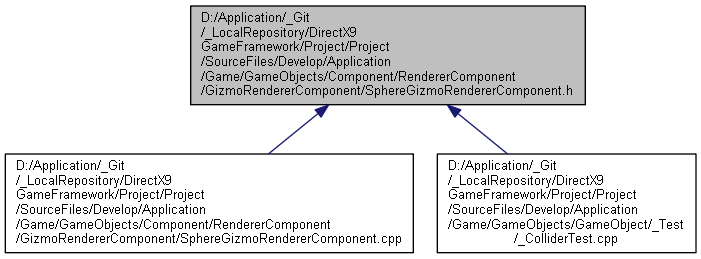 D:/Application/_Git
/_LocalRepository/DirectX9
GameFramework/Project/Project
/SourceFiles/Develop/Application
/Game/GameObjects/Component/RendererComponent
/GizmoRendererComponent/SphereGizmoRendererComponent.h
D:/Application/_Git
/_LocalRepository/DirectX9
GameFramework/Project/Project
/SourceFiles/Develop/Application
/Game/GameObjects/Component/RendererComponent
/GizmoRendererComponent/SphereGizmoRendererComponent.cpp
D:/Application/_Git
/_LocalRepository/DirectX9
GameFramework/Project/Project
/SourceFiles/Develop/Application
/Game/GameObjects/GameObject/_Test
/_ColliderTest.cpp